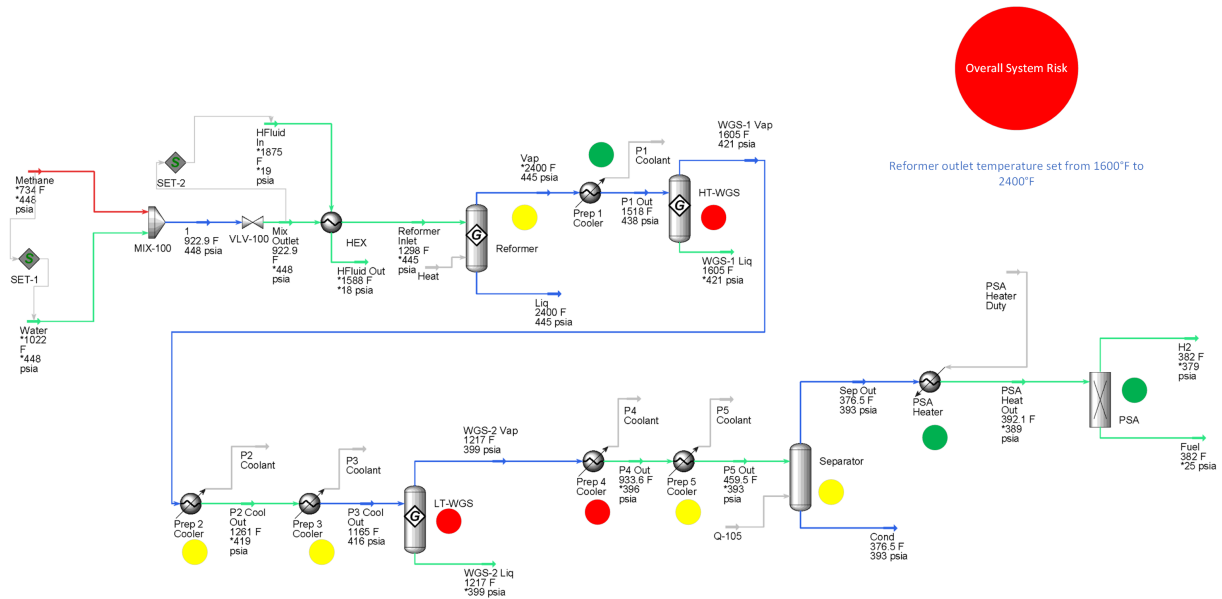 Overall System Risk
Reformer outlet temperature set from 1600°F to
2400°F
Methane
*734 F
*448
psia
SET-1
Water
*1022
F
*448
psia
SET-2
MIX-100
1
922.9 F
448 psia
VLV-100
Mix
Outlet
922.9
F
*448
psia
HFluid
In
*1875
F
*19
psia
HEX
HFluid Out
*1588 F
*18 psia
Reformer
Inlet
1298 F
*445
psia
Heat
G
Reformer
Vap
*2400 F
445 psia
Liq
2400 F
445 psia
P1
Coolant
Prep 1
Cooler
P1 Out
1518 F
438 psia
G
HT-WGS
WGS-1 Vap
1605 F
421 psia
WGS-1 Liq
1605 F
*421 psia
P2
Coolant
Prep 2
Cooler
P2 Cool
Out
1261 F
*419
psia
P3
Coolant
Prep 3
Cooler
P3 Cool
Out
1165 F
416 psia
G
LT-WGS
WGS-2 Vap
1217 F
399 psia
WGS-2 Liq
1217 F
*399 psia
P4
Coolant
Prep 4
Cooler
P4 Out
933.6 F
*396
psia
P5
Coolant
Prep 5
Cooler
P5 Out
459.5 F
*393
psia
Q-105
Separator
Sep Out
376.5 F
393 psia
Cond
376.5 F
393 psia
PSA
Heater
Duty
PSA
Heater
PSA
Heat
Out
392.1 F
*389
psia
PSA
H2
382 F
*379
psia
Fuel
382 F
*25 psia
S
S